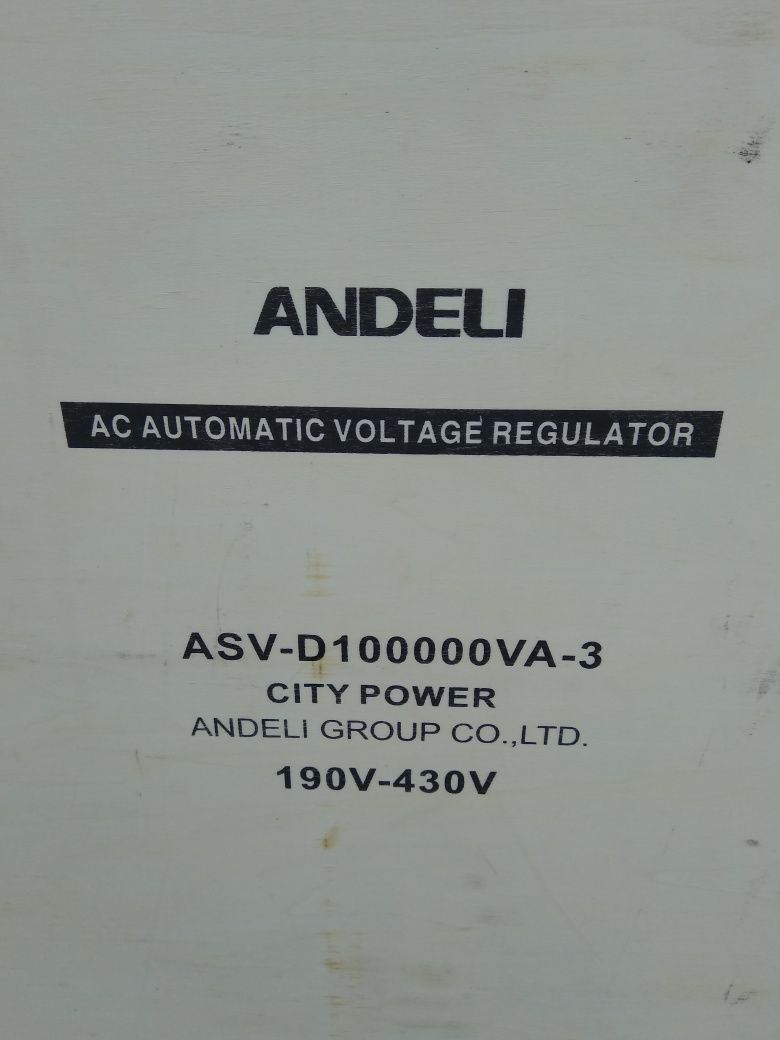 ANDELI
AC AUTOMATIC VOLTAGE REGULATOR
ASV-D100000VA-3
CITY POWER
ANDELI GROUP CO.,LTD.
190V-430V